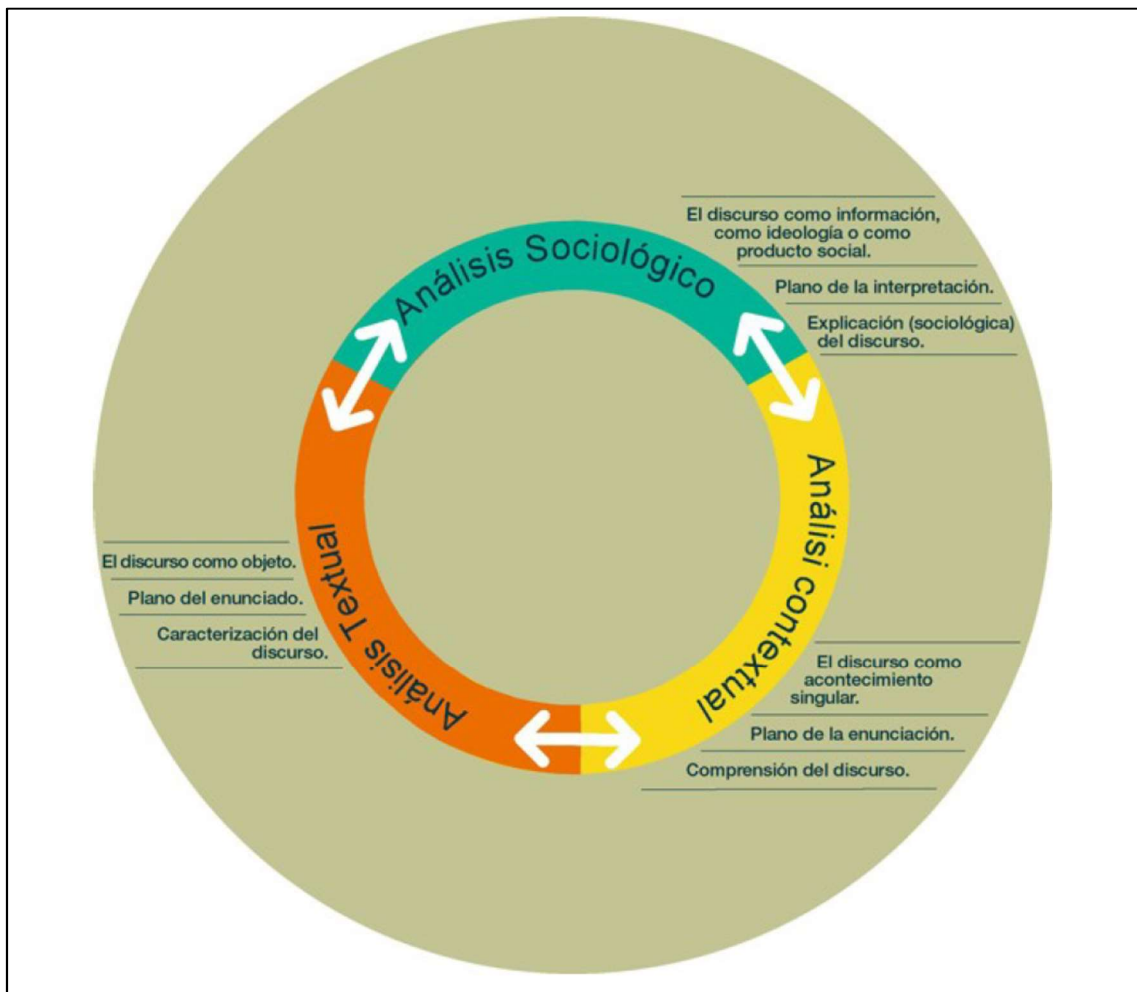 Análisis Sociológico
El discurso como información,
como ideología o como
producto social.
Plano de la interpretación.
Explicación (sociológica)
del discurso.
Análisi contextual
El discurso como
acontecimiento
singular.
Plano de la enunciación.
Comprensión del discurso.
Análisis Textual
El discurso como objeto.
Plano del enunciado.
Caracterización del
discurso.